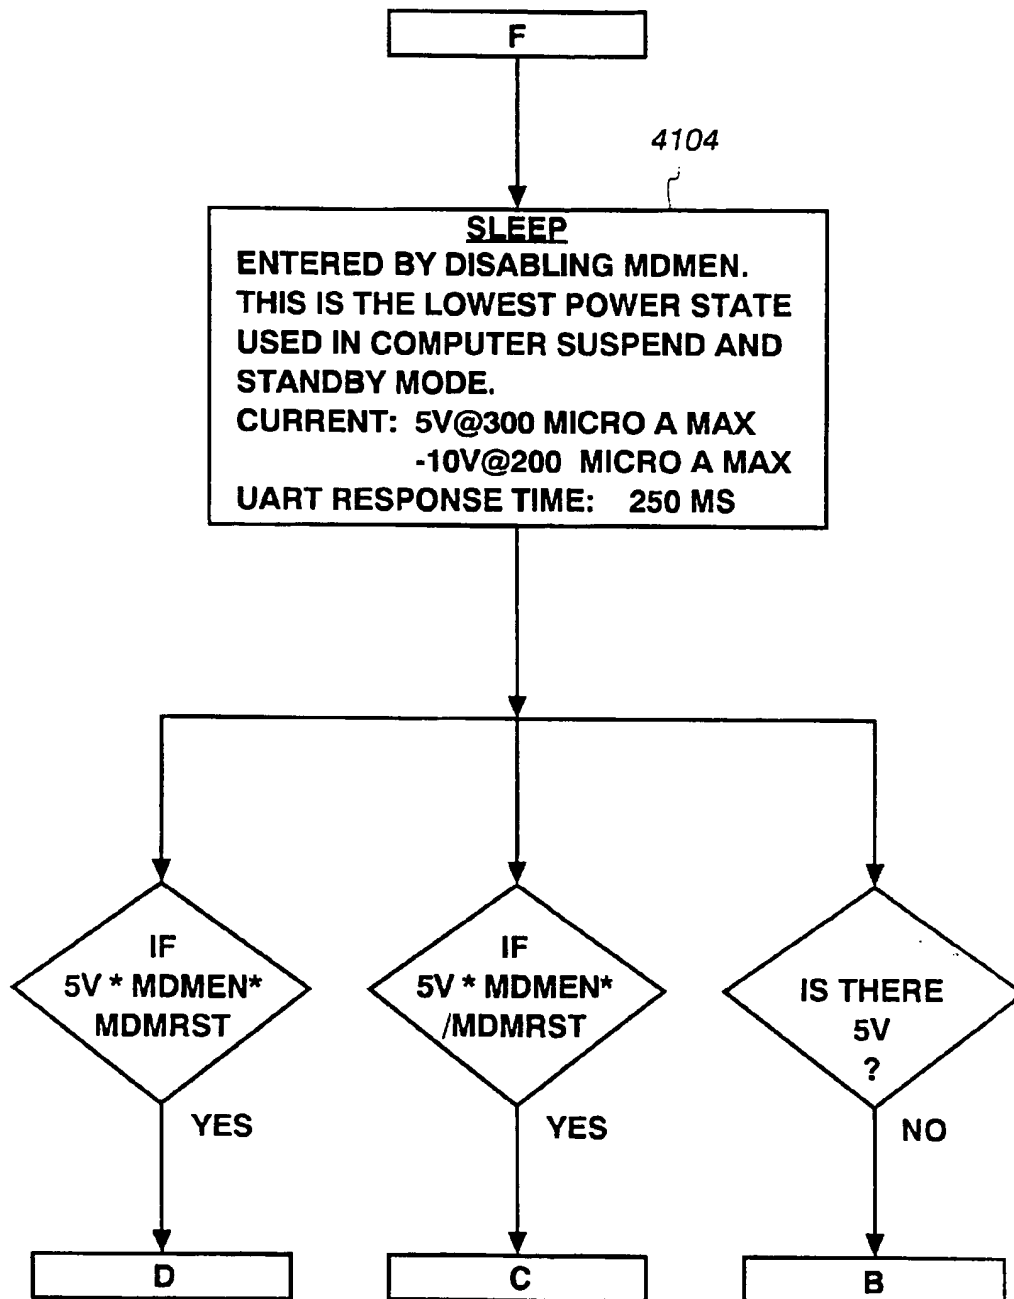 F
4104
SLEEP
ENTERED BY DISABLING MDMEN.
THIS IS THE LOWEST POWER STATE
USED IN COMPUTER SUSPEND AND
STANDBY MODE.
CURRENT: 5V@300 MICRO A MAX
-10V@200 MICRO A MAX
UART RESPONSE TIME: 250 MS
IF
5V * MDMEN*
MDMRST
IF
5V * MDMEN*
/MDMRST
IS THERE
5V
?
YES
YES
NO
D
C
B